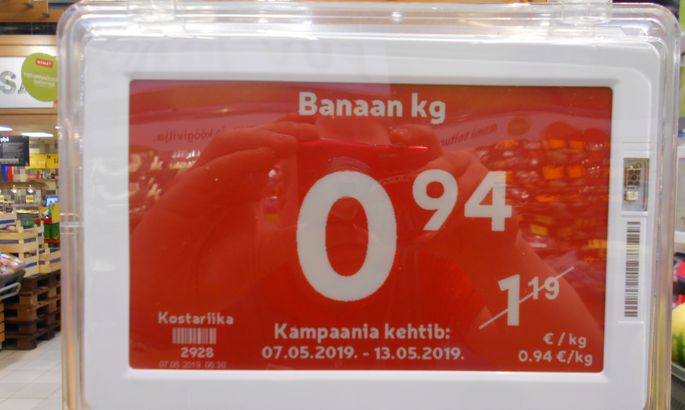 Banaan kg
0 94
1 19
Kostariika
2928
07.05.2019 06:30
Kampaania kehtib:
07.05.2019. - 13.05.2019.
€ / kg
0.94 €/kg